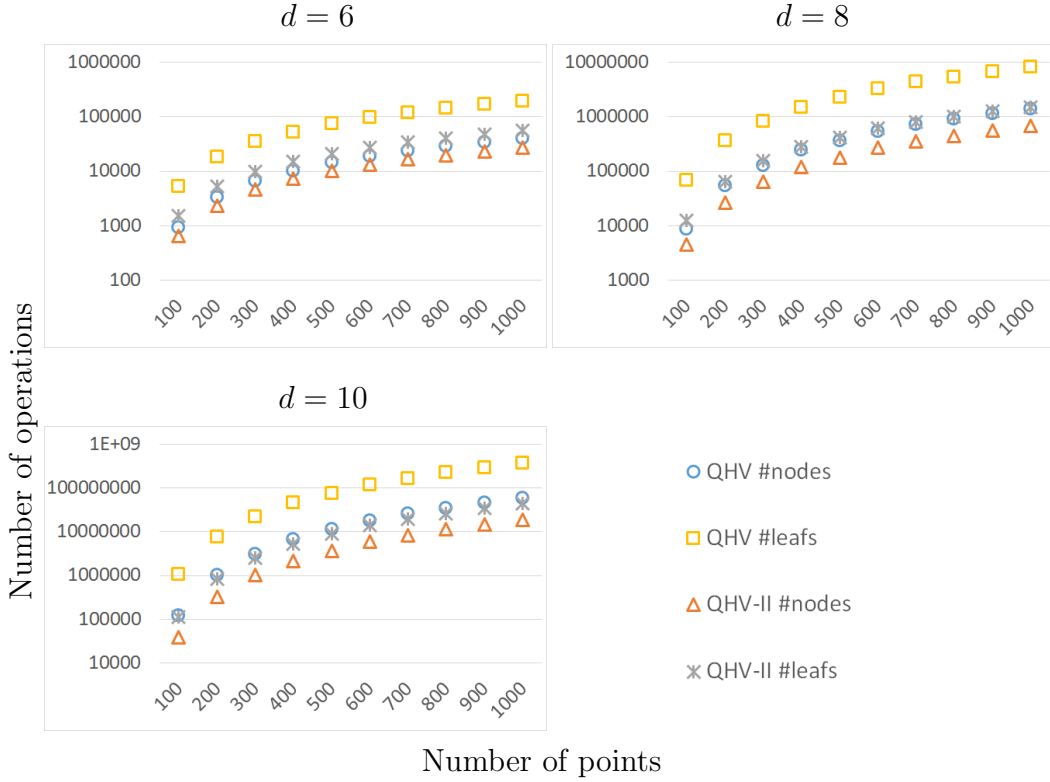 d = 6
1000000
100000
10000
1000
100
100 200 300 400 500 600 700 800 900 1000
d = 8
10000000
1000000
100000
10000
1000
100 200 300 400 500 600 700 800 900 1000
Number of operations
d = 10
1E+09
100000000
10000000
1000000
100000
10000
100 200 300 400 500 600 700 800 900 1000
QHV #nodes
QHV #leafs
QHV-II #nodes
QHV-II #leafs
Number of points